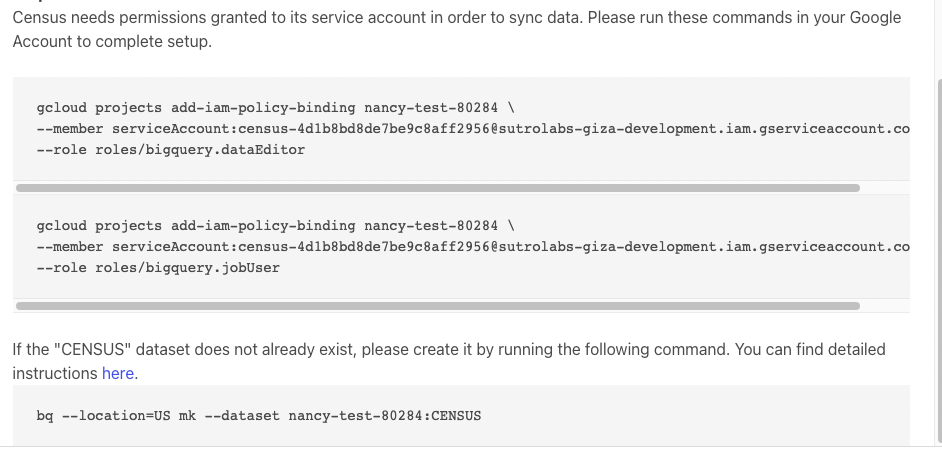 Census needs permissions granted to its service account in order to sync data. Please run these commands in your Google
Account to complete setup.
gcloud projects add-iam-policy-binding nancy-test-80284 \
--member serviceAccount:census-4d1b8bd8de7be9c8aff2956@sutrolabs-giza-development.iam.gserviceaccount.co
--role roles/bigquery.dataEditor
gcloud projects add-iam-policy-binding nancy-test-80284 \
--member serviceAccount:census-4d1b8bd8de7be9c8aff2956@sutrolabs-giza-development.iam.gserviceaccount.co
--role roles/bigquery.jobUser
If the "CENSUS" dataset does not already exist, please create it by running the following command. You can find detailed
instructions here.
bq --location=US mk --dataset nancy-test-80284:CENSUS